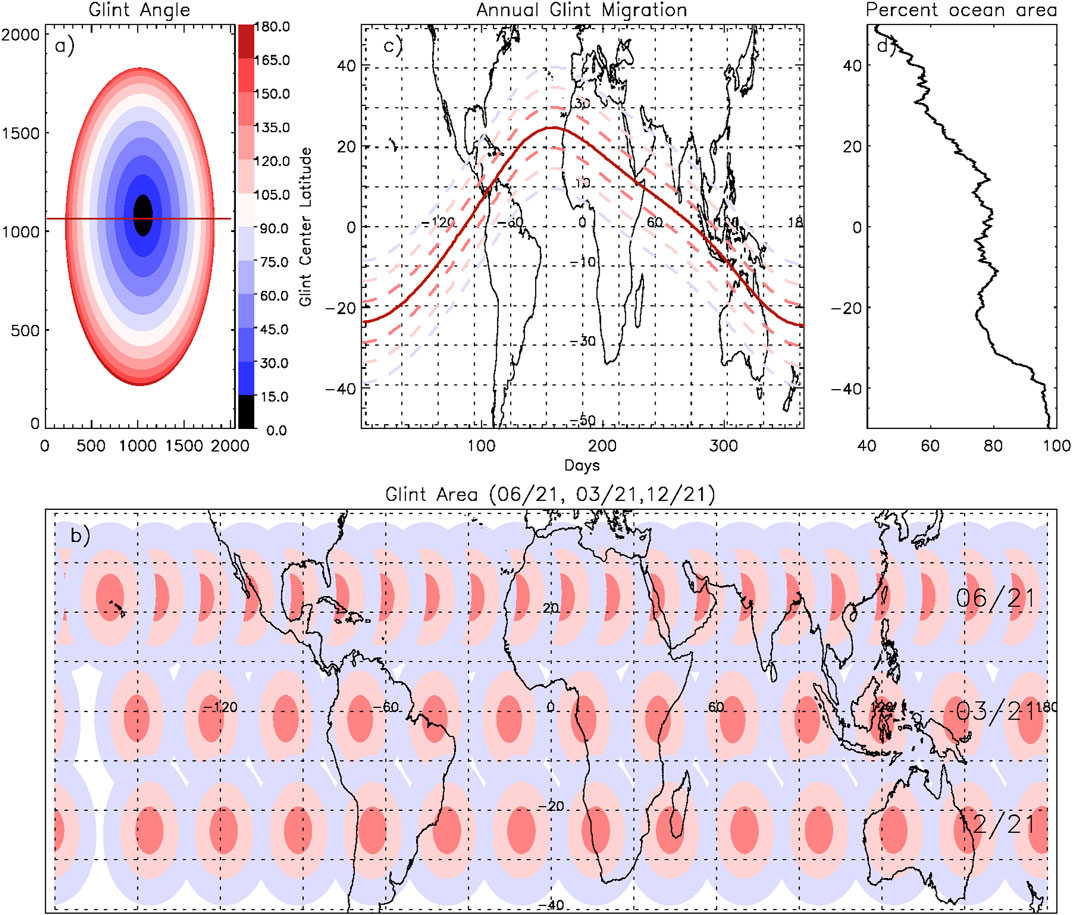 Glint Angle
a)
2000
1500
1000
500
0
0 500 1000 1500 2000
180.0
165.0
150.0
135.0
120.0
105.0
90.0
75.0
60.0
45.0
30.0
15.0
0.0
Annual Glint Migration
c)
Glint Center Latitude
40
20
0
−20
−40
30
10
−120 −60 0 60 120 18
−10
−30
−50
100 200 300
Days
Percent ocean area
d)
40
20
0
−20
−40
40 60 80 100
Glint Area (06/21, 03/21,12/21)
b)
20
06/21
−120 −60 0 60 120 180
03/21
−20
12/21
−40